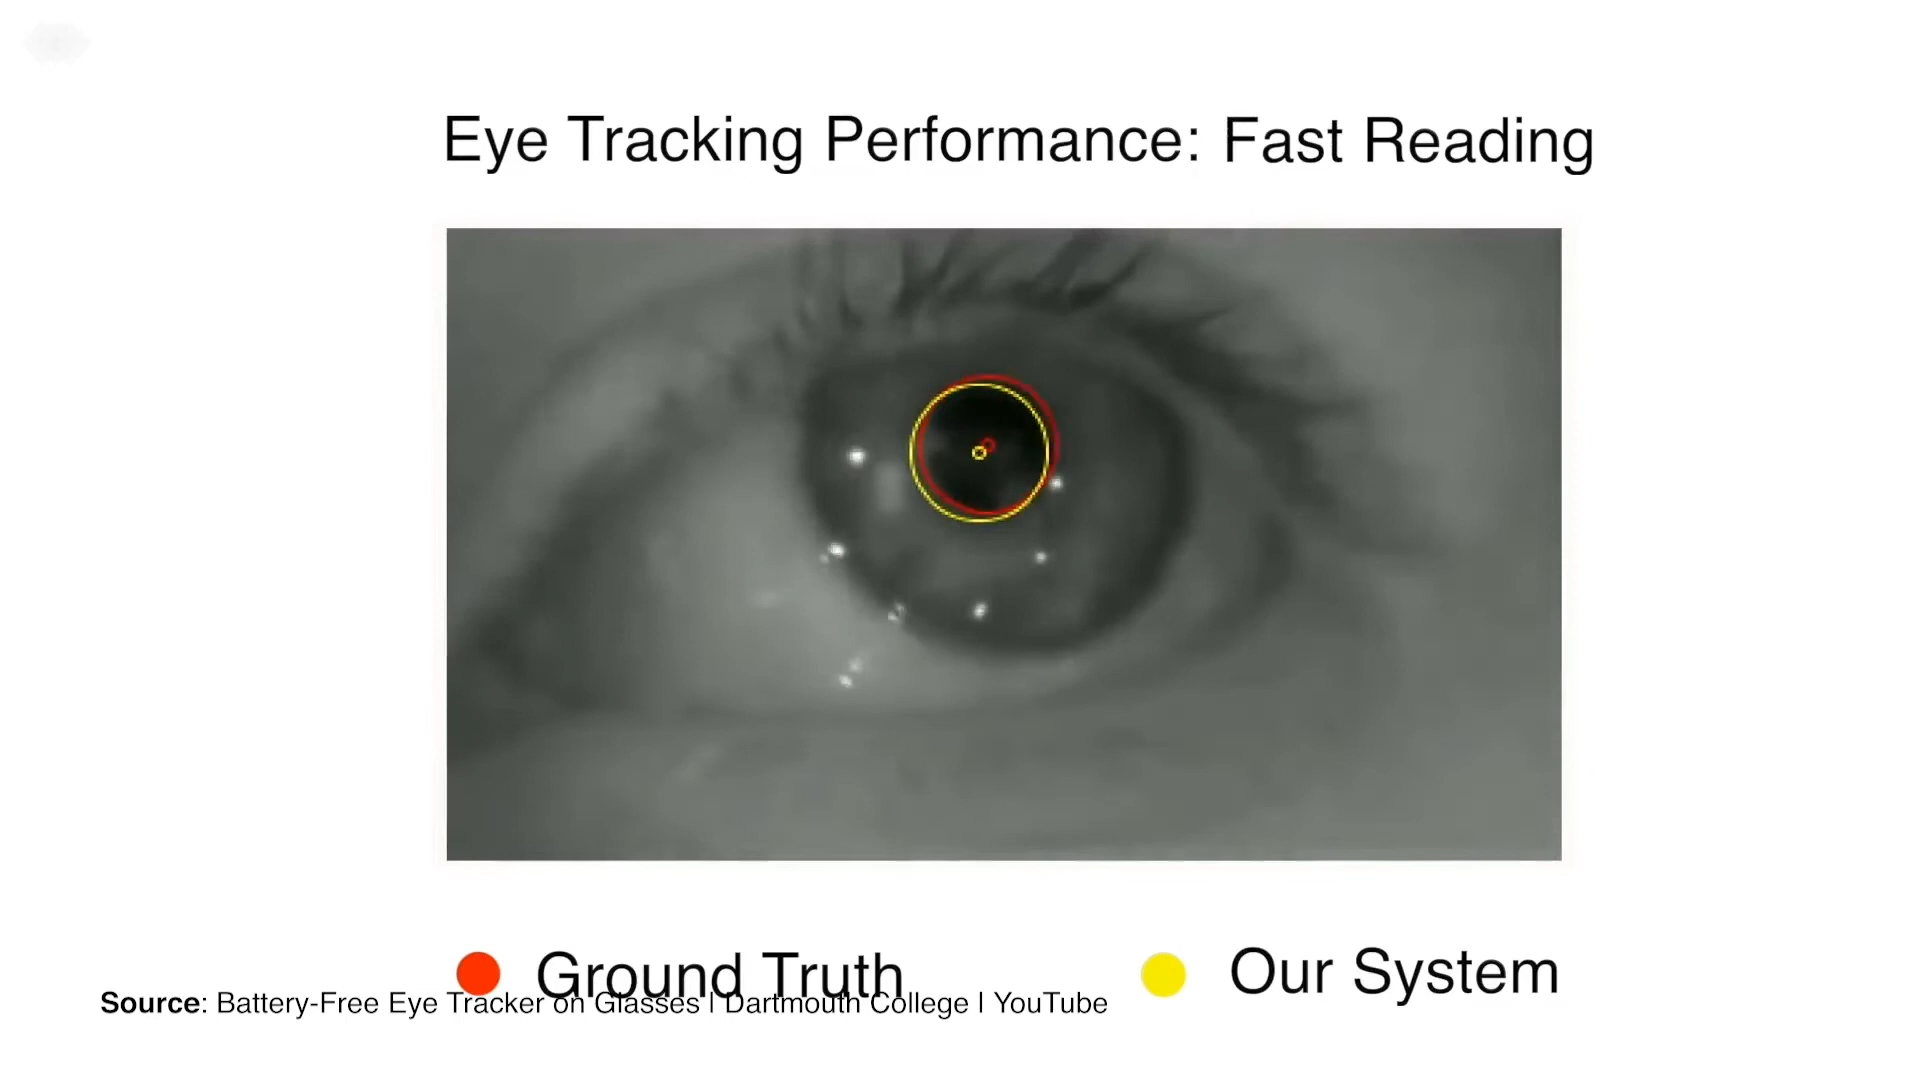 Eye Tracking Performance: Fast Reading
Ground Truth
Our System
Source: Battery-Free Eye Tracker on Glasses | Dartmouth College | YouTube